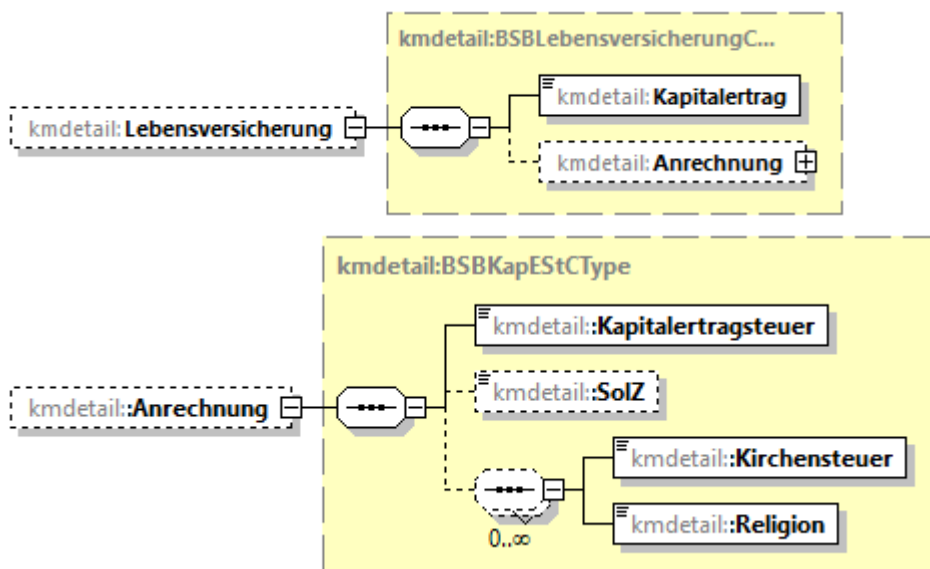 kmdetail:BSBLebensversicherungC...
kmdetail:Kapitalertrag
kmdetail:Lebensversicherung
kmdetail:Anrechnung
kmdetail:BSBKapEStCType
kmdetail::Kapitalertragsteuer
kmdetail::SolZ
kmdetail::Anrechnung
kmdetail::Kirchensteuer
kmdetail::Religion
0..∞